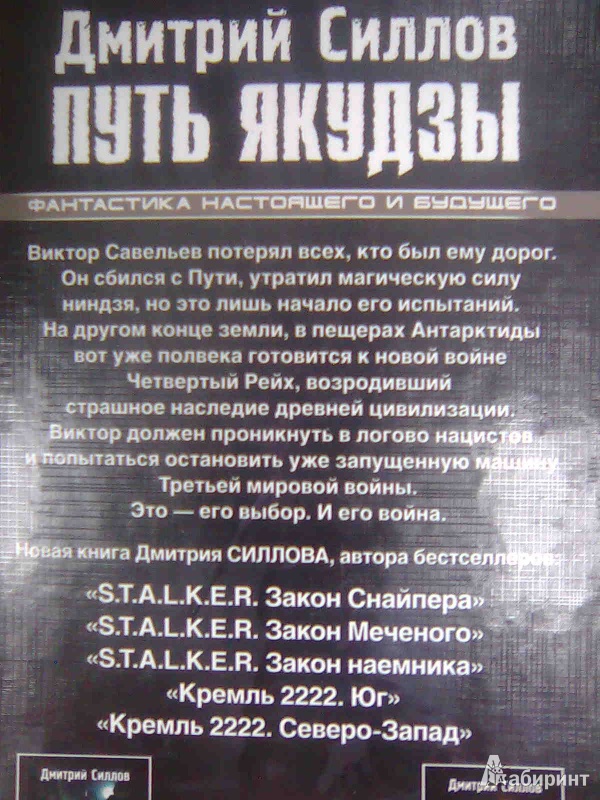 Дмитрий Силлов
ПУТЬ ЯКУДЗЫ
ФАНТАСТИКА НАСТОЯЩЕГО И БУДУЩЕГО
Виктор Савельев потерял всех, кто был ему дорог.
Он сбился с Пути, утратил магическую силу
ниндзя, но это лишь начало его испытаний.
На другом конце земли, в пещерах Антарктиды
вот уже полвека готовится к новой войне
Четвертый Рейх, возродивший
страшное наследие древней цивилизации.
Виктор должен проникнуть в логово нацистов
и попытаться остановить уже запущенную машину
Третьей мировой войны.
Это — его выбор. И его война.
Новая книга Дмитрия СИЛЛОВА, автора бестселлеров:
«S.T.A.L.K.E.R. Закон Снайпера»
«S.T.A.L.K.E.R. Закон Меченого»
«S.T.A.L.K.E.R. Закон наемника»
«Кремль 2222. Юг»
«Кремль 2222. Северо-Запад»
Дмитрий Силлов
Дмитрий Силлов
Лабиринт